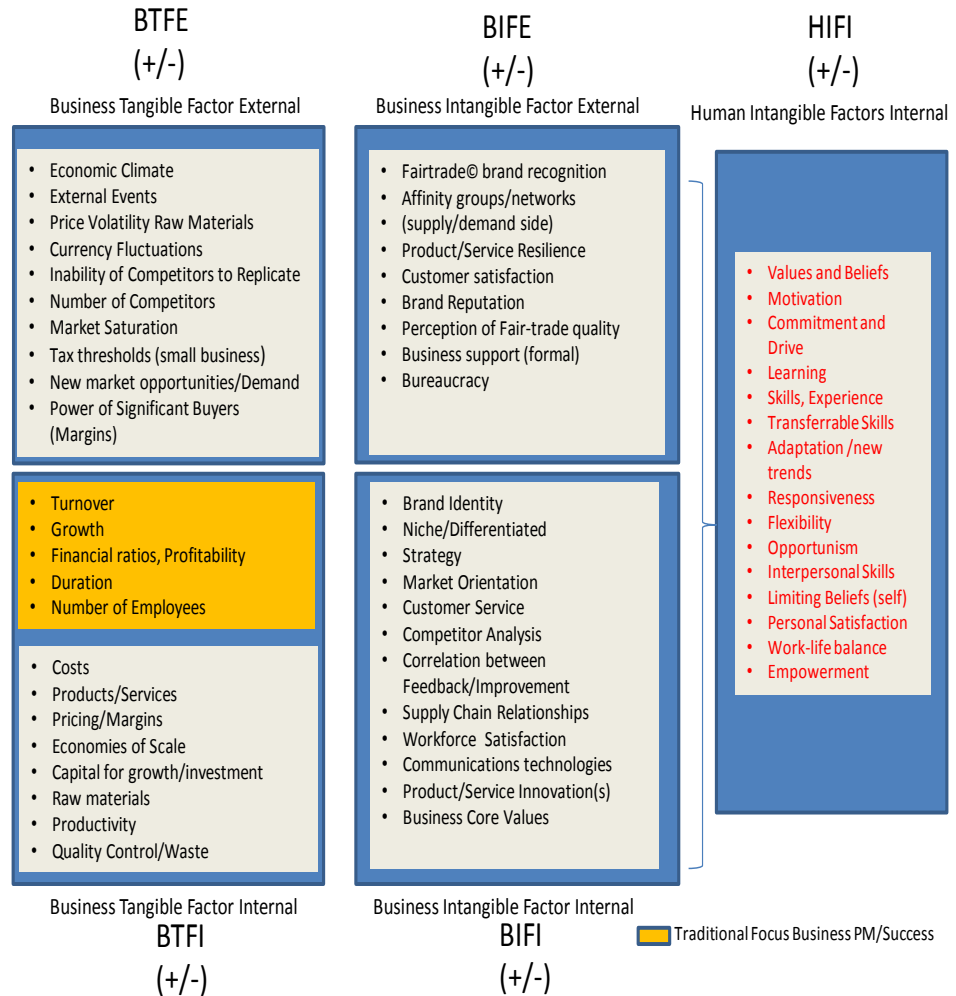 BTFE
(+/-)
Business Tangible Factor External
• Economic Climate
• External Events
• Price Volatility Raw Materials
• Currency Fluctuations
• Inability of Competitors to Replicate
• Number of Competitors
• Market Saturation
• Tax thresholds (small business)
• New market opportunities/Demand
• Power of Significant Buyers
(Margins)
• Turnover
• Growth
• Financial ratios, Profitability
• Duration
• Number of Employees
• Costs
• Products/Services
• Pricing/Margins
• Economies of Scale
• Capital for growth/investment
• Raw materials
• Productivity
• Quality Control/Waste
Business Tangible Factor Internal
BTFI
(+/-)
BIFE
(+/-)
Business Intangible Factor External
• Fairtrade© brand recognition
• Affinity groups/networks
• (supply/demand side)
• Product/Service Resilience
• Customer satisfaction
• Brand Reputation
• Perception of Fair-trade quality
• Business support (formal)
• Bureaucracy
• Brand Identity
• Niche/Differentiated
• Strategy
• Market Orientation
• Customer Service
• Competitor Analysis
• Correlation between
Feedback/Improvement
• Supply Chain Relationships
• Workforce Satisfaction
• Communications technologies
• Product/Service Innovation(s)
• Business Core Values
Business Intangible Factor Internal
BIFI
(+/-)
HIFI
(+/-)
Human Intangible Factors Internal
• Values and Beliefs
• Motivation
• Commitment and
Drive
• Learning
• Skills, Experience
• Transferrable Skills
• Adaptation /new
trends
• Responsiveness
• Flexibility
• Opportunism
• Interpersonal Skills
• Limiting Beliefs (self)
• Personal Satisfaction
• Work-life balance
• Empowerment
Traditional Focus Business PM/Success